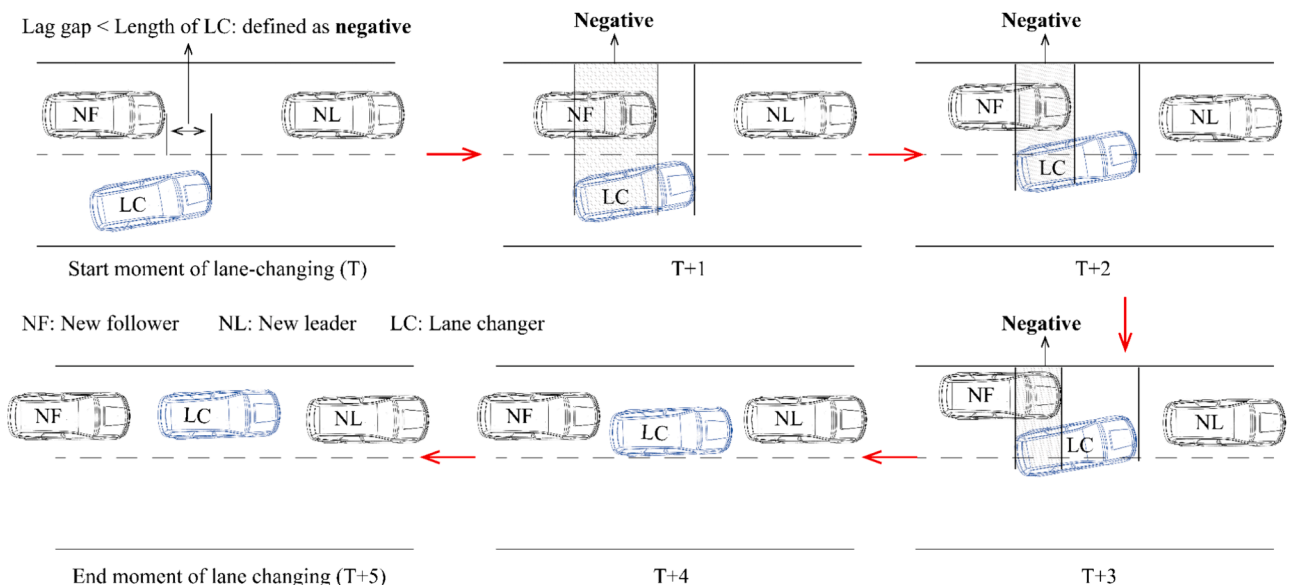 Lag gap < Length of LC: defined as negative
NF
NL
LC
Start moment of lane-changing (T)
Negative
NF
NL
LC
T+1
Negative
NF
NL
LC
T+2
NF: New follower NL: New leader LC: Lane changer
Negative
NF
NL
LC
T+3
NF
LC
NL
T+4
NF
LC
NL
End moment of lane changing (T+5)